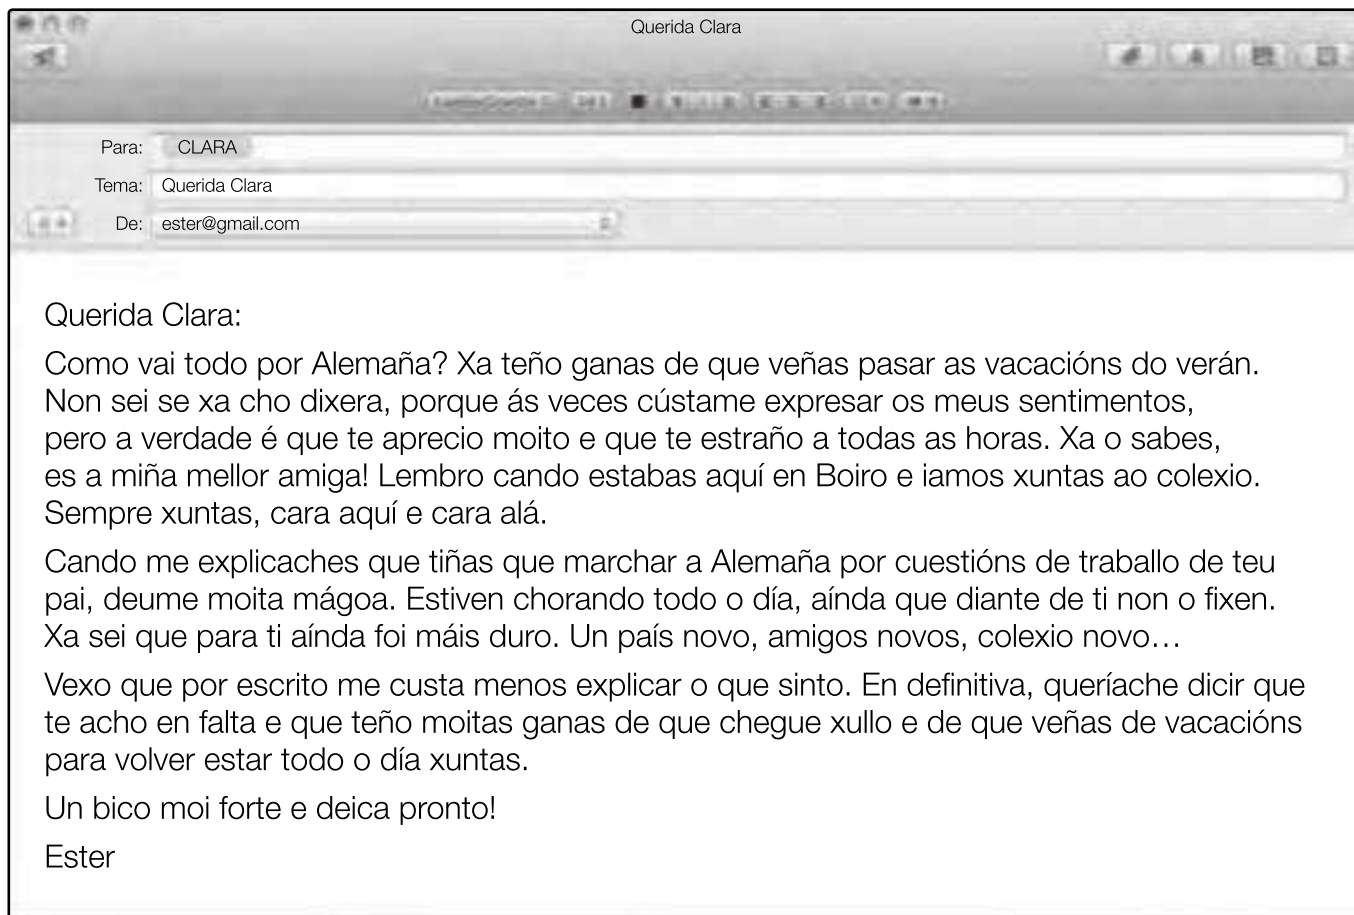 Querida Clara
Para: CLARA
Tema: Querida Clara
De: ester@gmail.com
Querida Clara:
Como vai todo por Alemaña? Xa teño ganas de que veñas pasar as vacacións do verán.
Non sei se xa cho dixera, porque ás veces cústame expresar os meus sentimentos,
pero a verdade é que te aprecio moito e que te estraño a todas as horas. Xa o sabes,
es a miña mellor amiga! Lembro cando estabas aquí en Boiro e iamos xuntas ao colexio.
Sempre xuntas, cara aquí e cara alá.
Cando me explicaches que tiñas que marchar a Alemaña por cuestións de traballo de teu
pai, deume moita mágoa. Estiven chorando todo o día, aínda que diante de ti non o fixen.
Xa sei que para ti aínda foi máis duro. Un país novo, amigos novos, colexio novo…
Vexo que por escrito me custa menos explicar o que sinto. En definitiva, queríache dicir que
te acho en falta e que teño moitas ganas de que chegue xullo e de que veñas de vacacións
para volver estar todo o día xuntas.
Un bico moi forte e deica pronto!
Ester